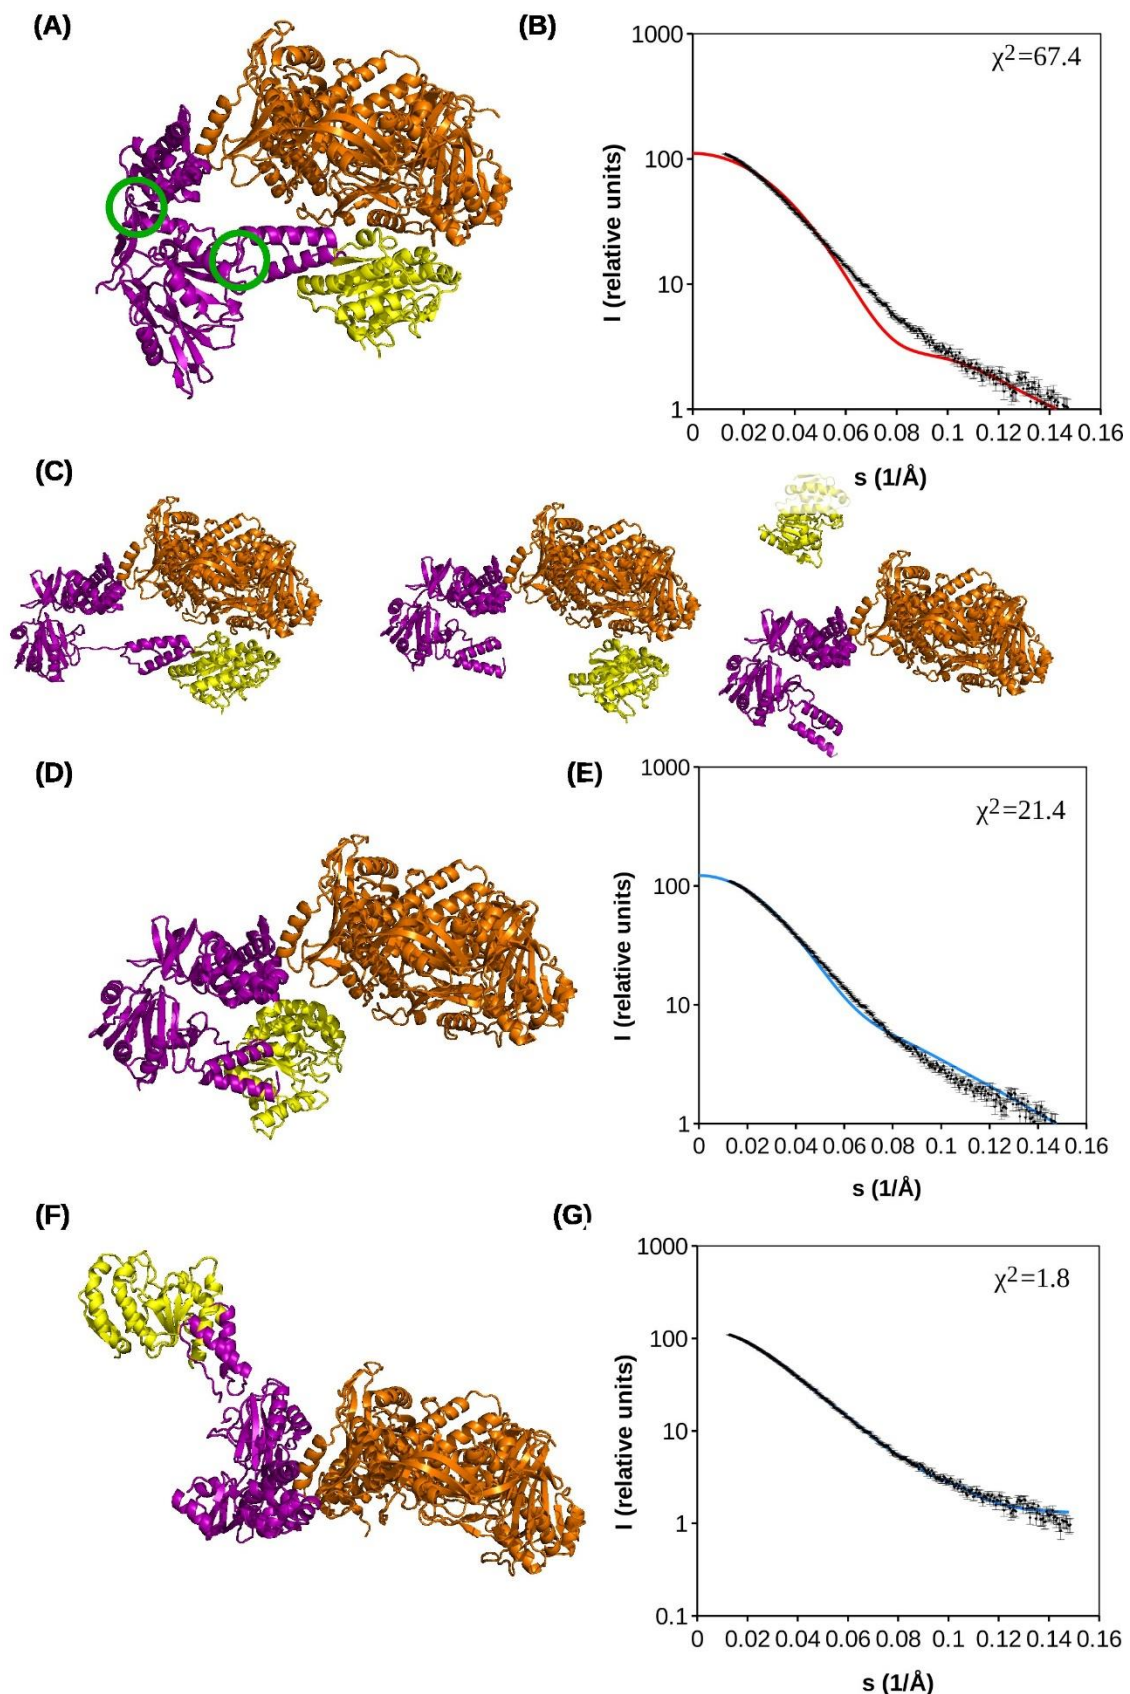 (A)
(B)
1000
100
10
1
I (relative units)
χ²=67.4
0 0.02 0.04 0.06 0.08 0.1 0.12 0.14 0.16
s (1/Å)
(C)
(D)
(E)
1000
100
10
1
I (relative units)
χ²=21.4
0 0.02 0.04 0.06 0.08 0.1 0.12 0.14 0.16
s (1/Å)
(F)
(G)
1000
100
10
1
0.1
I (relative units)
χ²=1.8
0 0.02 0.04 0.06 0.08 0.1 0.12 0.14 0.16
s (1/Å)